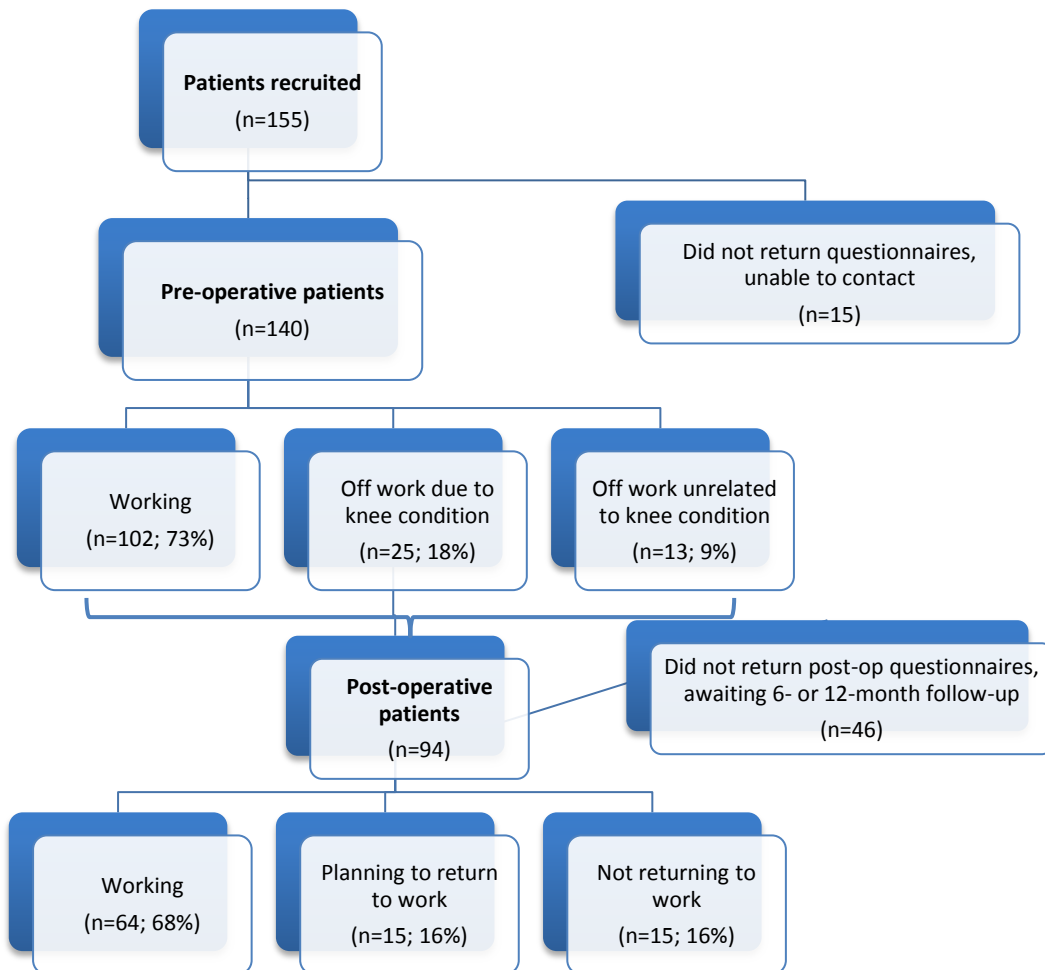 Patients recruited
(n=155)
Did not return questionnaires,
unable to contact
(n=15)
Pre-operative patients
(n=140)
Working
(n=102; 73%)
Off work due to
knee condition
(n=25; 18%)
Off work unrelated
to knee condition
(n=13; 9%)
Did not return post-op questionnaires,
awaiting 6- or 12-month follow-up
(n=46)
Post-operative
patients
(n=94)
Working
(n=64; 68%)
Planning to return
to work
(n=15; 16%)
Not returning to
work
(n=15; 16%)